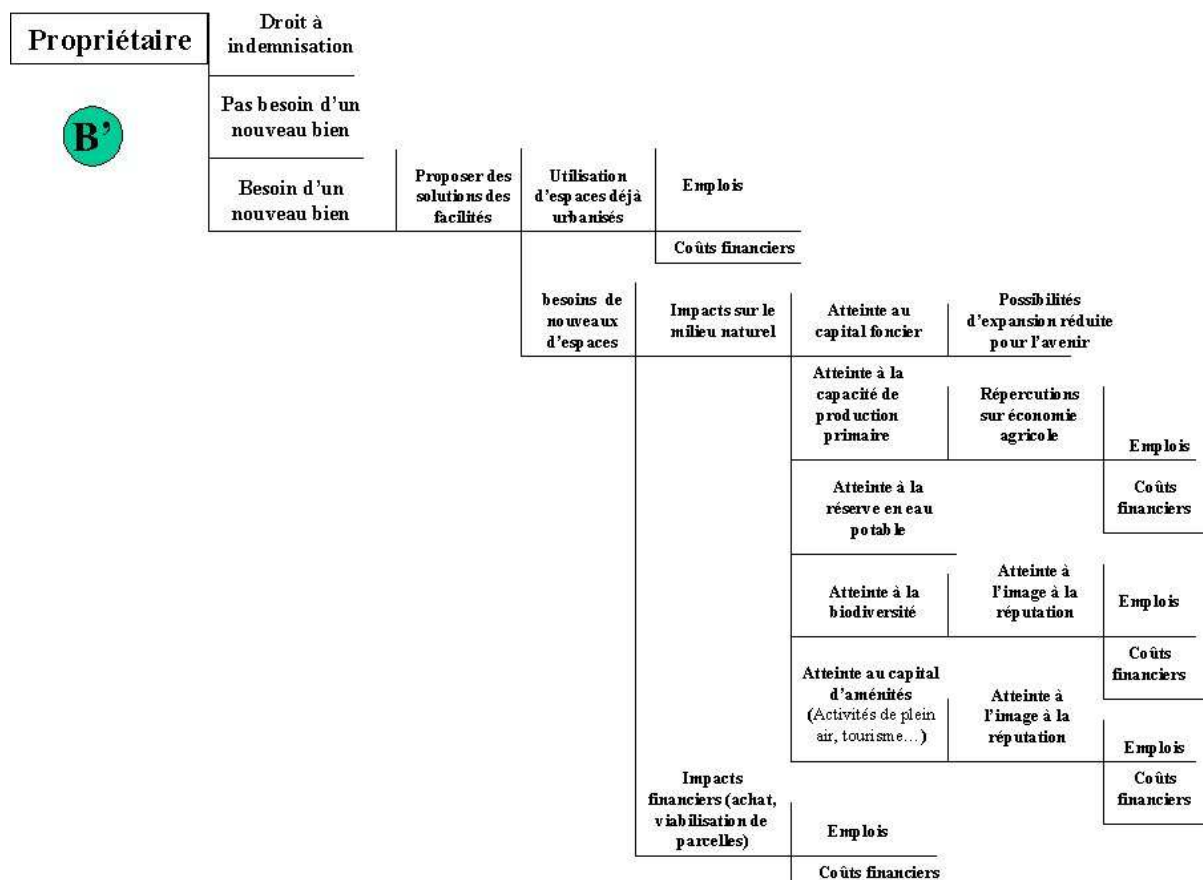 Propriétaire
B’
Droit à
indemnisation
Pas besoin d’un
nouveau bien
Besoin d’un
nouveau bien
Proposer des
solutions des
facilités
Utilisation
d’espaces déjà
urbanisés
Emplois
Coûts financiers
besoins de
nouveaux
d’espaces
Impacts sur le
milieu naturel
Atteinte au
capital foncier
Possibilités
d’expansion réduite
pour l’avenir
Atteinte à la
capacité de
production
primaire
Répercutions
sur économie
agricole
Emplois
Coûts
financiers
Atteinte à la
réserve en eau
potable
Atteinte à la
biodiversité
Atteinte à
l’image à la
réputation
Emplois
Coûts
financiers
Atteinte au capital
d’aménités
(Activités de plein
air, tourisme…)
Atteinte à
l’image à la
réputation
Emplois
Coûts
financiers
Impacts
financiers (achat,
viabilisation de
parcelles)
Emplois
Coûts financiers